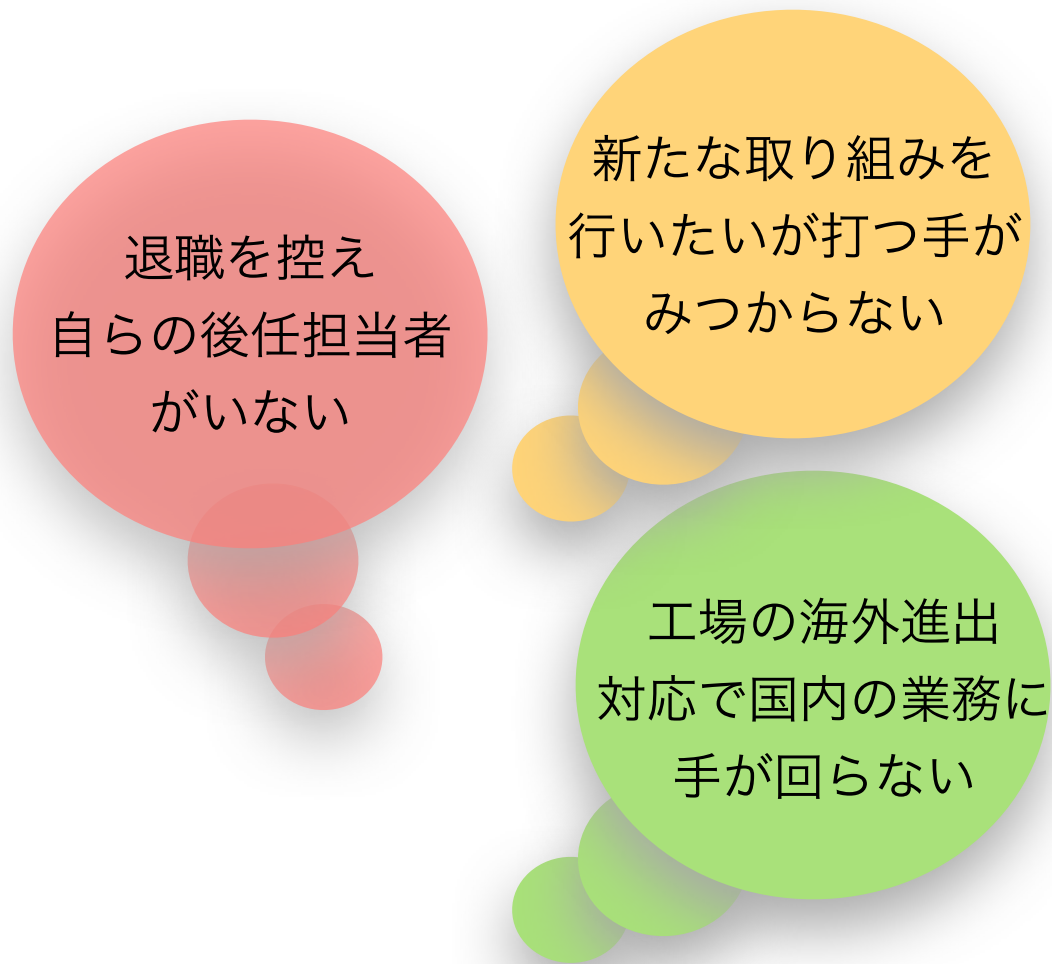 退職を控え
自らの後任担当者
がいない
新たな取り組みを
行いたいが打つ手が
みつからない
工場の海外進出
対応で国内の業務に
手が回らない